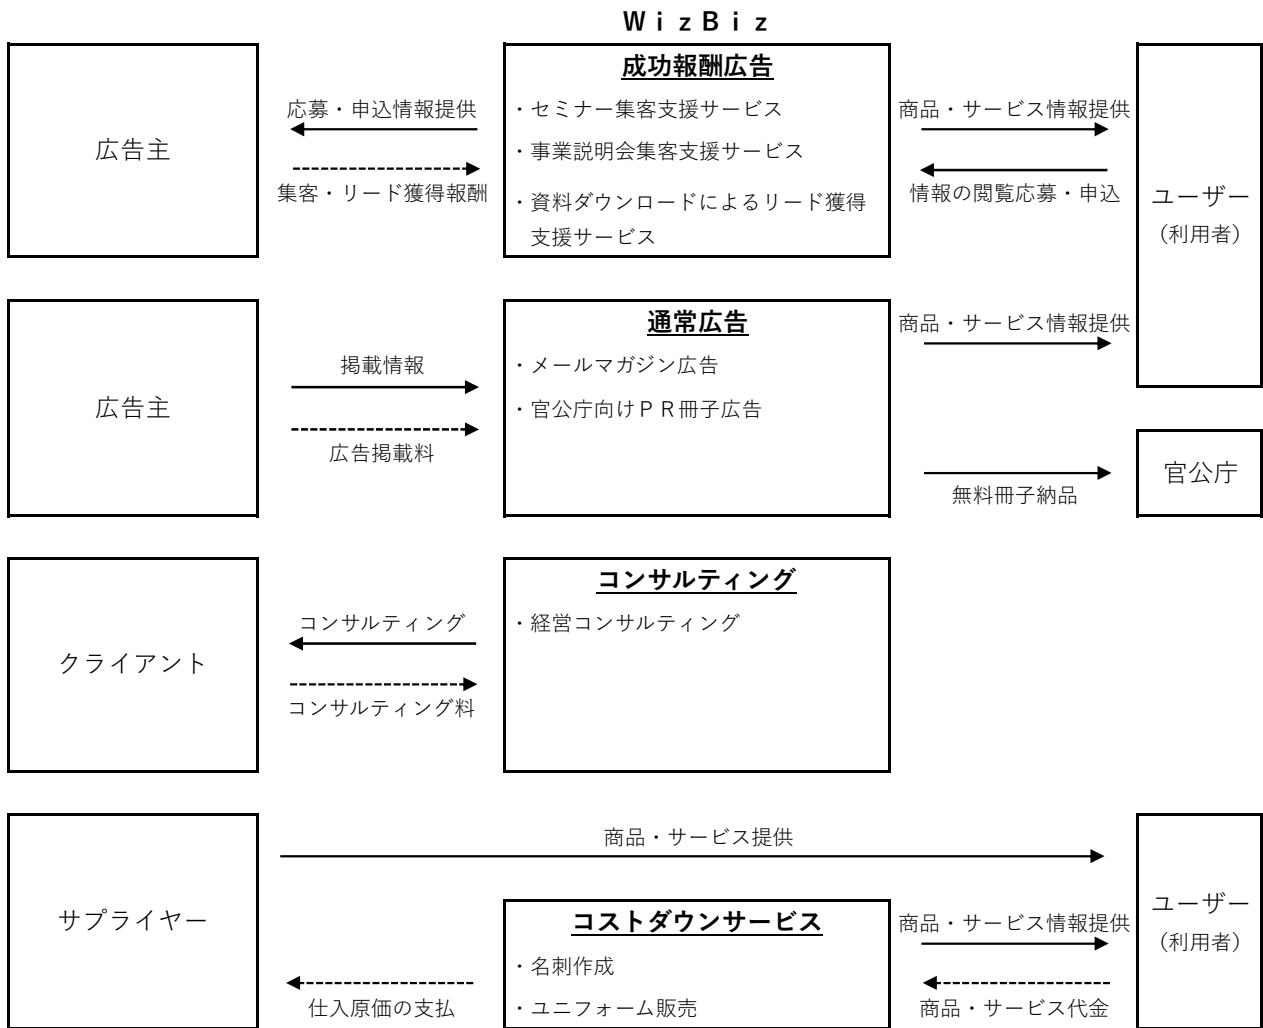 ＷｉｚＢｉｚ
広告主
応募・申込情報提供
集客・リード獲得報酬
成功報酬広告
・セミナー集客支援サービス
・事業説明会集客支援サービス
・資料ダウンロードによるリード獲得
支援サービス
商品・サービス情報提供
情報の閲覧応募・申込
ユーザー
（利用者）
広告主
掲載情報
広告掲載料
通常広告
・メールマガジン広告
・官公庁向けＰＲ冊子広告
商品・サービス情報提供
無料冊子納品
官公庁
クライアント
コンサルティング
コンサルティング料
コンサルティング
・経営コンサルティング
サプライヤー
商品・サービス提供
仕入原価の支払
コストダウンサービス
・名刺作成
・ユニフォーム販売
商品・サービス情報提供
商品・サービス代金
ユーザー
（利用者）